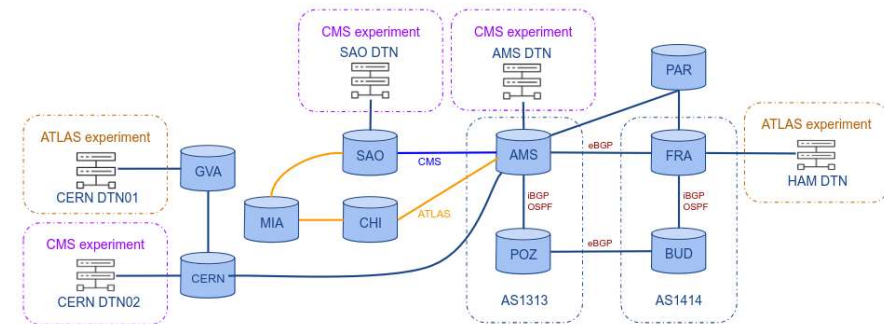 CMS experiment
SAO DTN
CMS experiment
AMS DTN
PAR
ATLAS experiment
CERN DTN01
GVA
SAO
CMS
AMS
eBGP
FRA
ATLAS experiment
HAM DTN
MIA
CHI
ATLAS
iBGP
OSPF
iBGP
OSPF
CMS experiment
CERN DTN02
CERN
POZ
eBGP
BUD
AS1313
AS1414